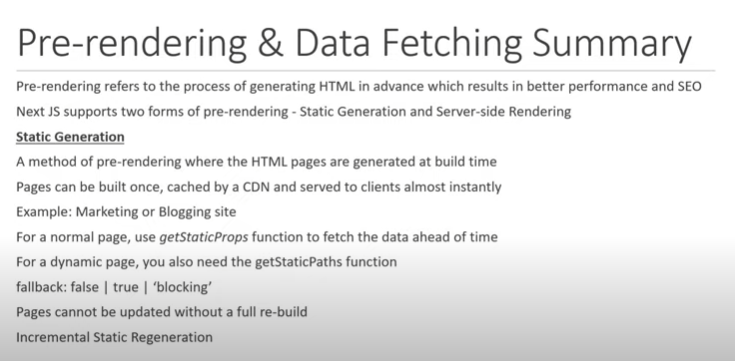 Pre-rendering & Data Fetching Summary
Pre-rendering refers to the process of generating HTML in advance which results in better performance and SEO
Next JS supports two forms of pre-rendering - Static Generation and Server-side Rendering
Static Generation
A method of pre-rendering where the HTML pages are generated at build time
Pages can be built once, cached by a CDN and served to clients almost instantly
Example: Marketing or Blogging site
For a normal page, use getStaticProps function to fetch the data ahead of time
For a dynamic page, you also need the getStaticPaths function
fallback: false | true | ‘blocking’
Pages cannot be updated without a full re-build
Incremental Static Regeneration